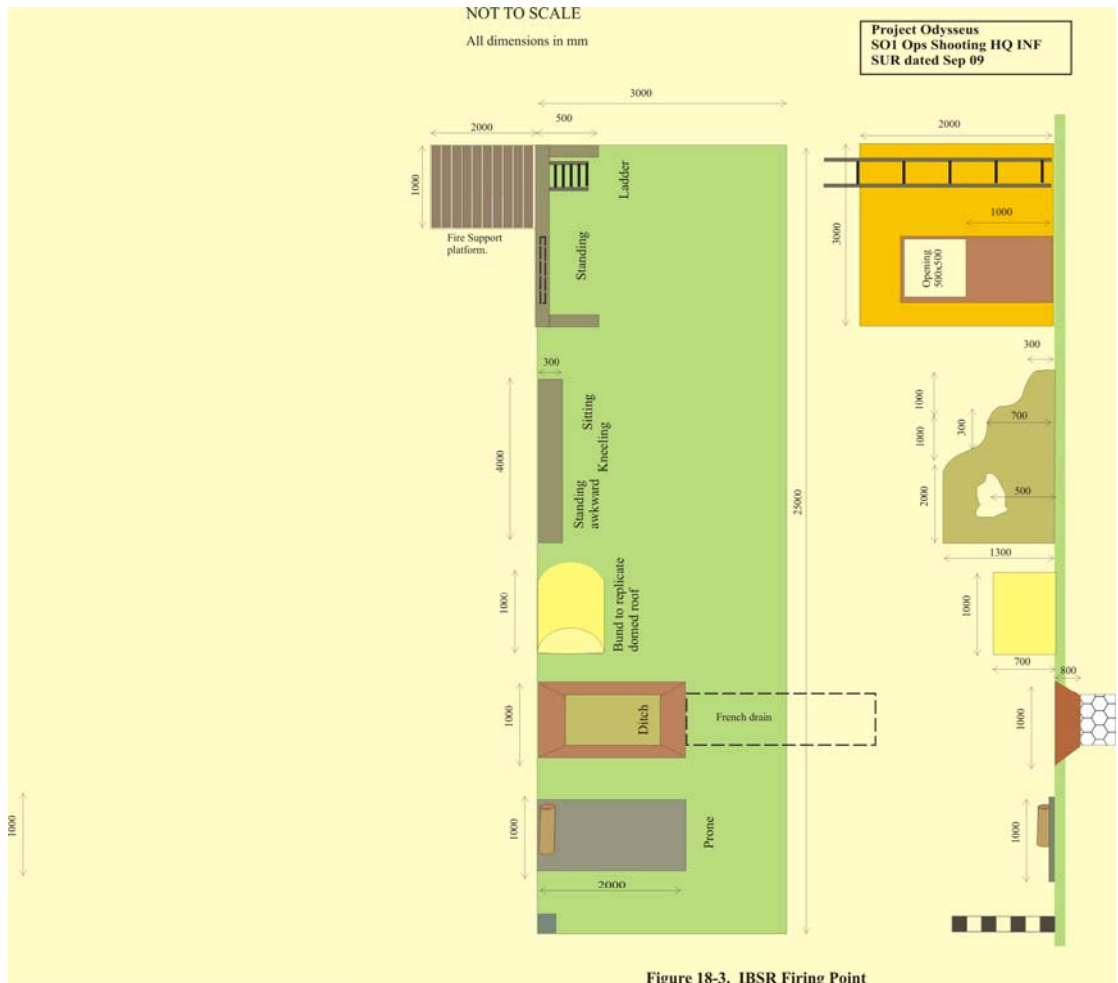 NOT TO SCALE
All dimensions in mm
Project Odysseus
SO1 Ops Shooting HQ INF
SUR dated Sep 09
3000
2000
500
2000
1000
Fire Support
platform.
Ladder
Standing
3000
1000
Opening
500x500
300
4000
Sitting
Kneeling
Standing
awkward
25000
300
1000
1000
300
700
2000
500
1300
1000
Bund to replicate
domed roof
1000
700
800
1000
Ditch
French drain
1000
1000
1000
Prone
2000
1000
Figure 18-3. IBSR Firing Point